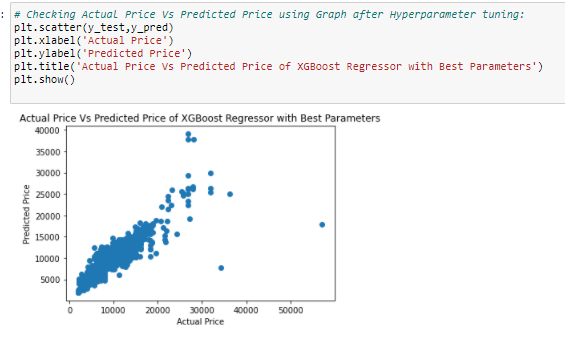 # Checking Actual Price Vs Predicted Price using Graph after Hyperparameter tuning:
plt.scatter(y_test,y_pred)
plt.xlabel('Actual Price')
plt.ylabel('Predicted Price')
plt.title('Actual Price Vs Predicted Price of XGBoost Regressor with Best Parameters')
plt.show()
Actual Price Vs Predicted Price of XGBoost Regressor with Best Parameters
40000
35000
30000
25000
20000
15000
10000
5000
Predicted Price
0 10000 20000 30000 40000 50000
Actual Price